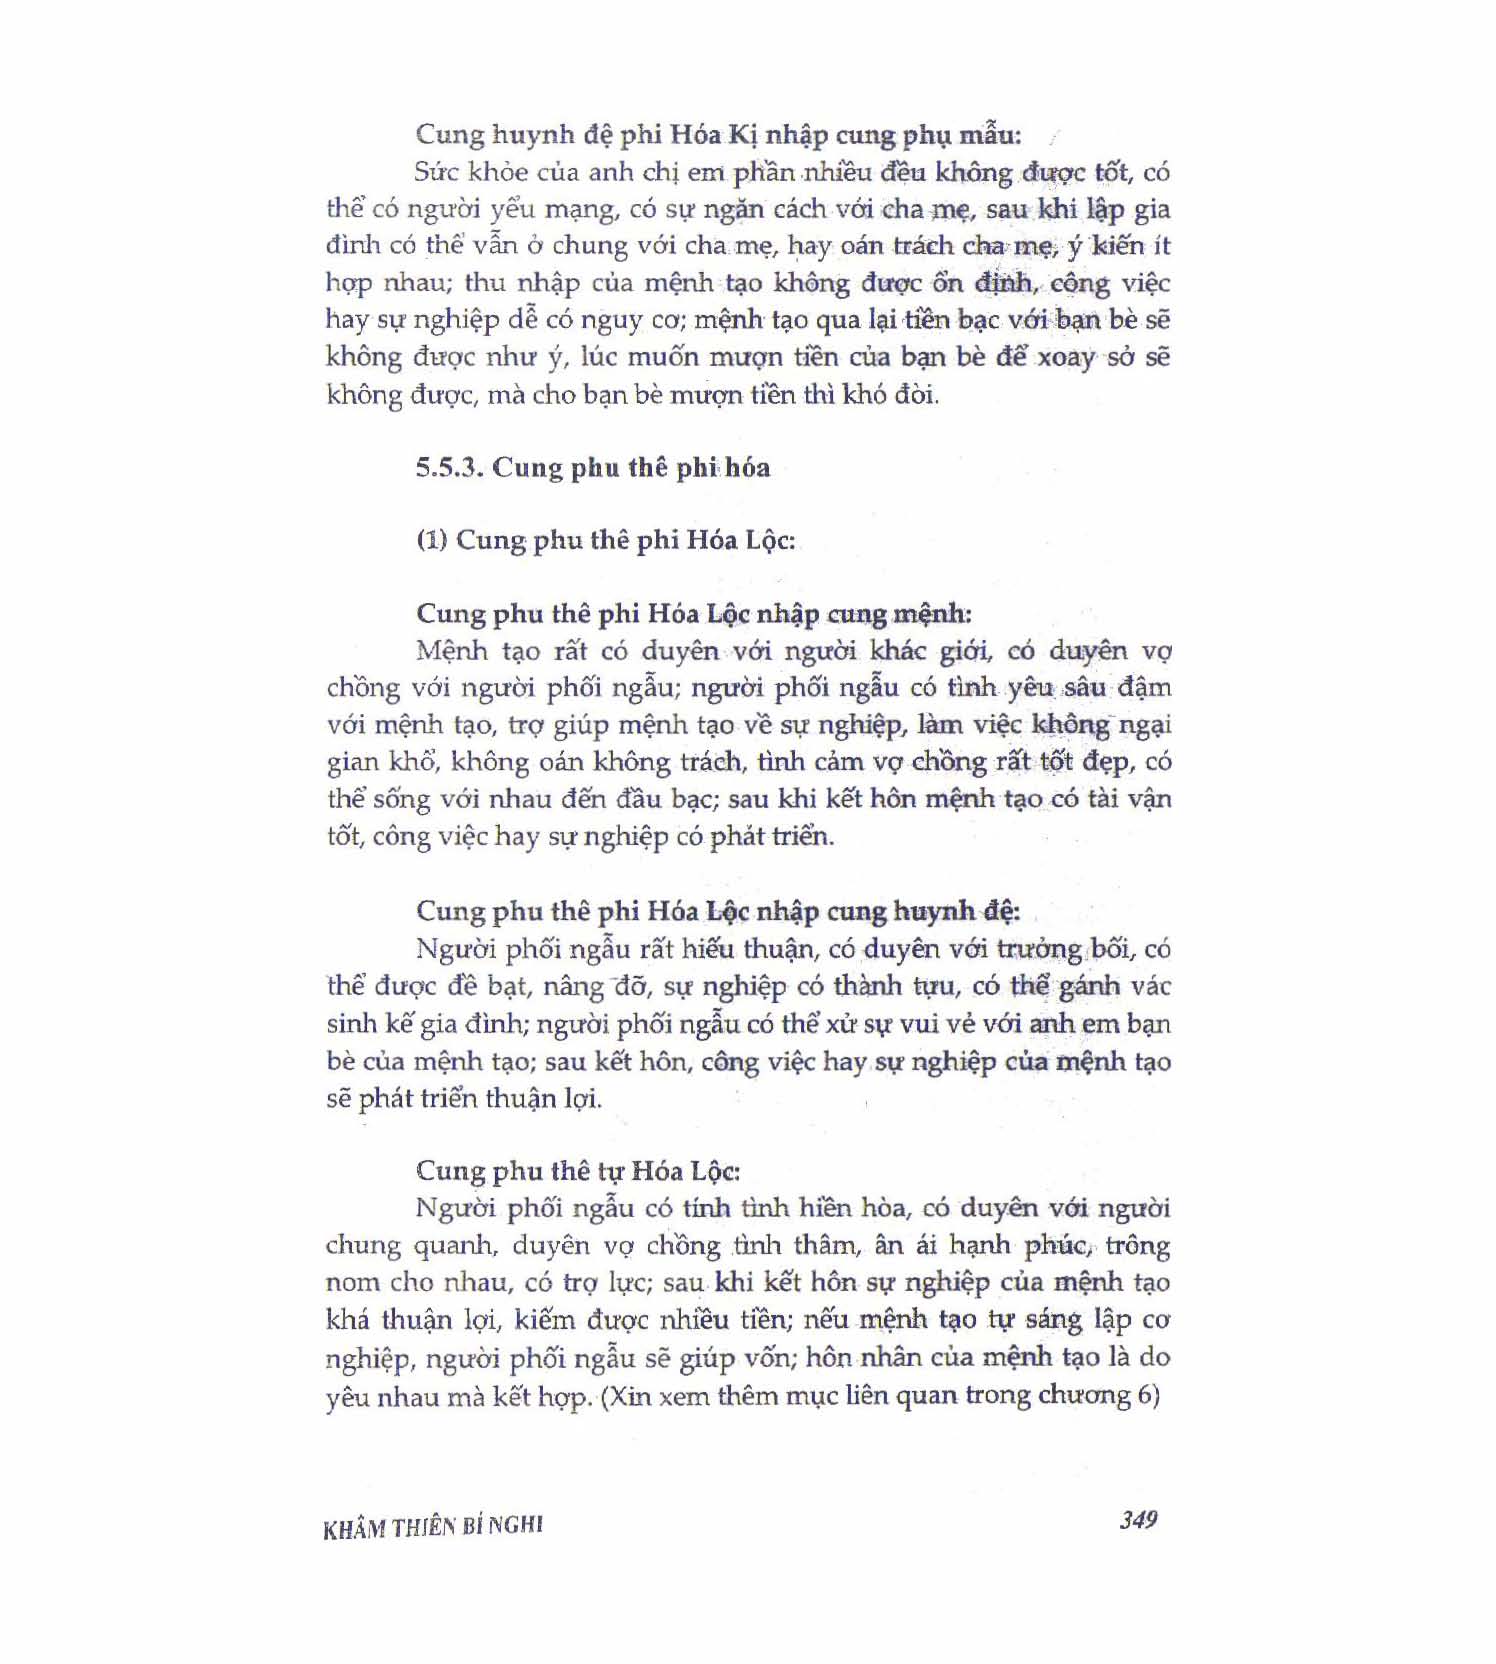 Cung huynh đệ phi Hóa Kị nhập cung phụ mẫu:
Sức khỏe của anh chị em phần nhiều đều không được tốt, có
thể có người yểu mạng, có sự ngăn cách với cha mẹ, sau khi lập gia
đình có thể vẫn ở chung với cha mẹ, hay oán trách cha mẹ, ý kiến ít
hợp nhau; thu nhập của mệnh tạo không được ổn định, công việc
hay sự nghiệp dễ có nguy cơ; mệnh tạo qua lại tiền bạc với bạn bè sẽ
không được như ý, lúc muốn mượn tiền của bạn bè để xoay sở sẽ
không được, mà cho bạn bè mượn tiền thì khó đòi.
5.5.3. Cung phu thê phi hóa
(1) Cung phu thê phi Hóa Lộc:
Cung phu thê phi Hóa Lộc nhập cung mệnh:
Mệnh tạo rất có duyên với người khác giới, có duyên vợ
chồng với người phối ngẫu; người phối ngẫu có tình yêu sâu đậm
với mệnh tạo, trợ giúp mệnh tạo về sự nghiệp, làm việc không ngại
gian khổ, không oán không trách, tình cảm vợ chồng rất tốt đẹp, có
thể sống với nhau đến đầu bạc; sau khi kết hôn mệnh tạo có tài vận
tốt, công việc hay sự nghiệp có phát triển.
Cung phu thê phi Hóa Lộc nhập cung huynh đệ:
Người phối ngẫu rất hiếu thuận, có duyên với trưởng bối, có
thể được đề bạt, nâng đỡ, sự nghiệp có thành tựu, có thể gánh vác
sinh kế gia đình; người phối ngẫu có thể xử sự vui vẻ với anh em bạn
bè của mệnh tạo; sau kết hôn, công việc hay sự nghiệp của mệnh tạo
sẽ phát triển thuận lợi.
Cung phu thê tự Hóa Lộc:
Người phối ngẫu có tính tình hiền hòa, có duyên với người
chung quanh, duyên vợ chồng tình thâm, ân ái hạnh phúc, trông
nom cho nhau, có trợ lực; sau khi kết hôn sự nghiệp của mệnh tạo
khá thuận lợi, kiếm được nhiều tiền; nếu mệnh tạo tự sáng lập cơ
nghiệp, người phối ngẫu sẽ giúp vốn; hôn nhân của mệnh tạo là do
yêu nhau mà kết hợp. (Xin xem thêm mục liên quan trong chương 6)
KHÂM THIÊN BÍ NGHI
349